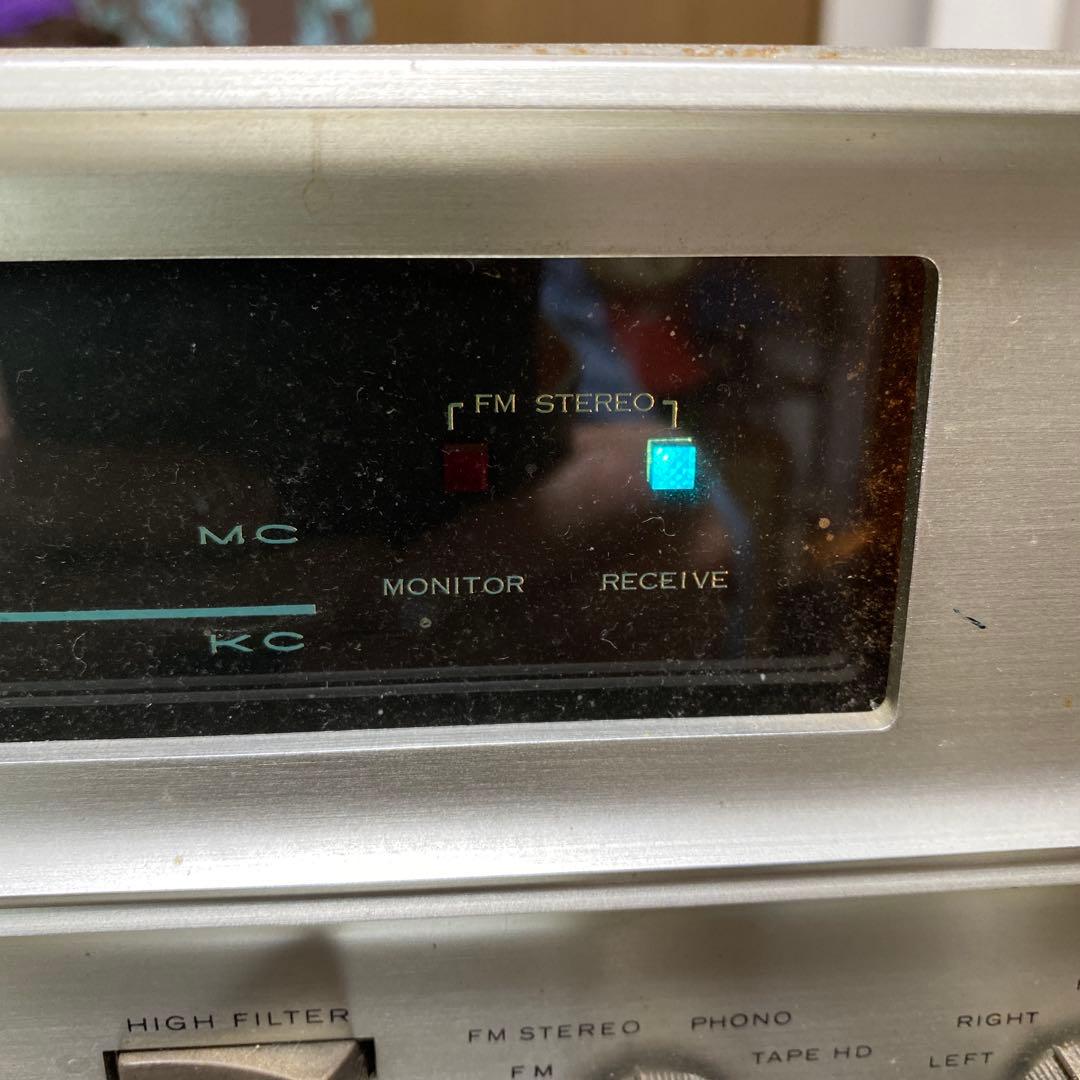 FM STEREO
MC
MONITOR RECEIVE
KC
HIGH FILTER
FM STEREO PHONO RIGHT
FM TAPE HD LEFT